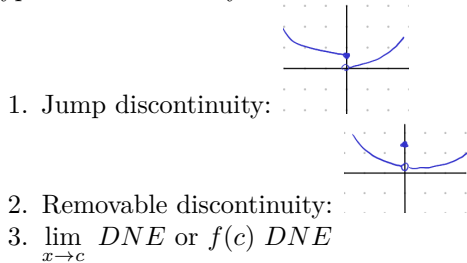 1. Jump discontinuity:
2. Removable discontinuity:
3. lim x→c DNE or f(c) DNE